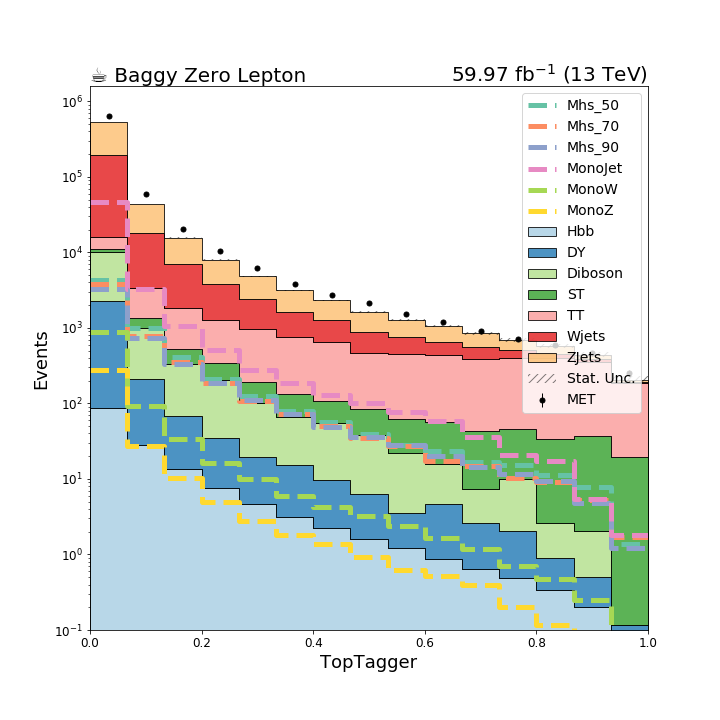 ☕ Baggy Zero Lepton 59.97 fb⁻¹ (13 TeV)
Mhs_50
Mhs_70
Mhs_90
MonoJet
MonoW
MonoZ
Hbb
DY
Diboson
ST
TT
Wjets
ZJets
Stat. Unc.
MET
Events
10⁶
10⁵
10⁴
10³
10²
10¹
10⁰
10⁻¹
0.0 0.2 0.4 0.6 0.8 1.0
TopTagger